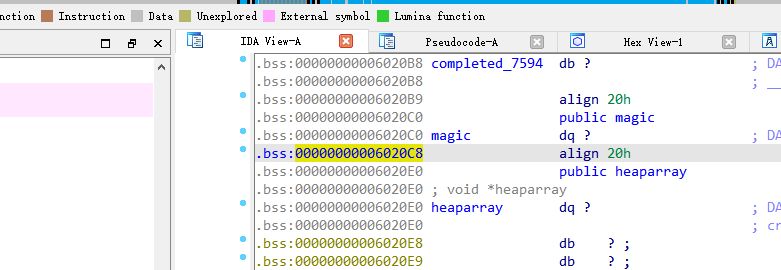 nction Instruction Data Unexplored External symbol Lumina function
IDA View-A Pseudocode-A Hex View-1
.bss:00000000006020B8 completed_7594 db ? ; DA
.bss:00000000006020B8 ; __
.bss:00000000006020B9 align 20h
.bss:00000000006020C0 public magic
.bss:00000000006020C0 magic dq ? ; DA
.bss:00000000006020C8 align 20h
.bss:00000000006020E0 public heaparray
.bss:00000000006020E0 ; void *heaparray
.bss:00000000006020E0 heaparray dq ? ; DA
.bss:00000000006020E0 ; cr
.bss:00000000006020E8 db ? ;
.bss:00000000006020E9 db ? ;